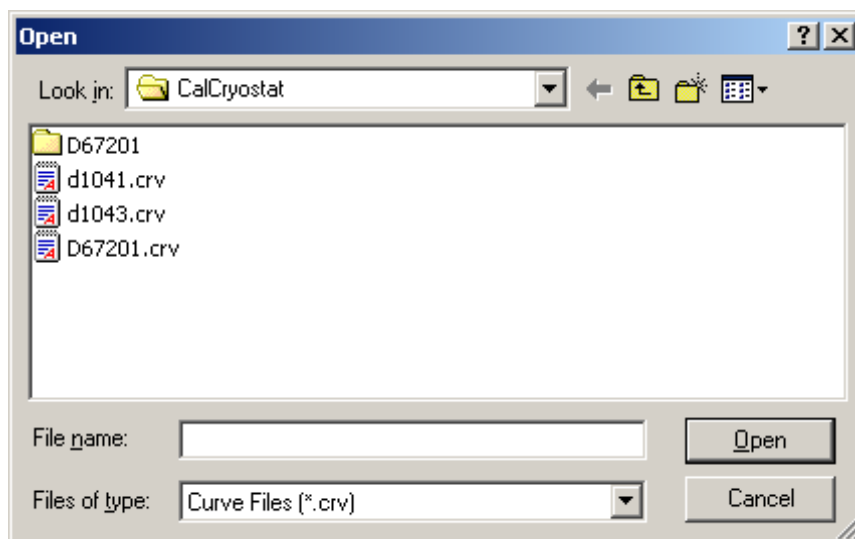 Open
Look in: CalCryostat
D67201
d1041.crv
d1043.crv
D67201.crv
File name: Open
Files of type: Curve Files (*.crv) Cancel